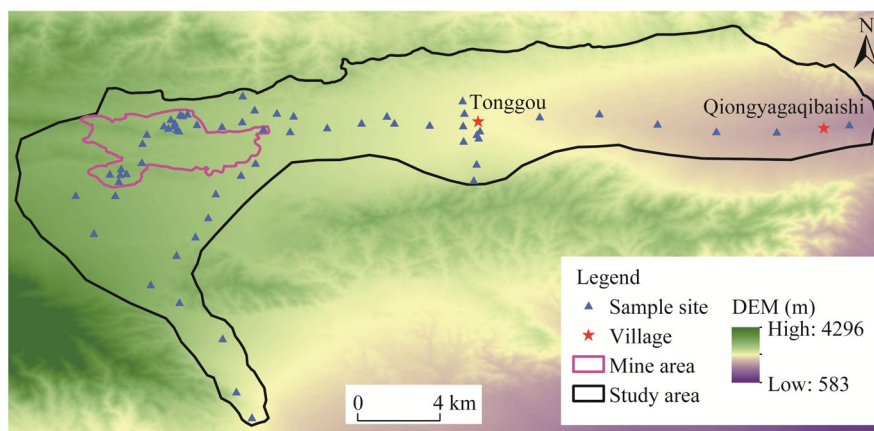 N
Tonggou
Qiongyagaqibaishi
Legend
Sample site
Village
Mine area
Study area
DEM (m)
High: 4296
Low: 583
0 4 km